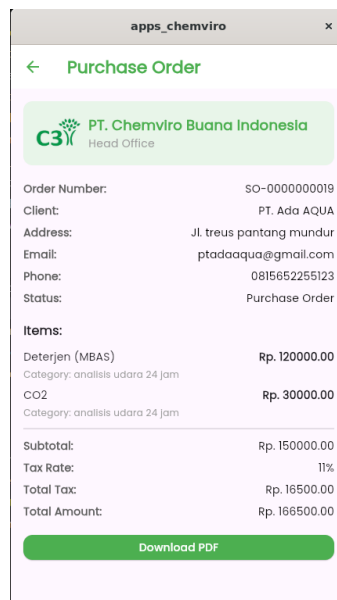 apps_chemviro ×
← Purchase Order
C3 PT. Chemviro Buana Indonesia
Head Office
Order Number: SO-0000000019
Client: PT. Ada AQUA
Address: Jl. treus pantang mundur
Email: ptadaaqua@gmail.com
Phone: 0815652255123
Status: Purchase Order
Items:
Deterjen (MBAS) Rp. 120000.00
Category: analisis udara 24 jam
CO2 Rp. 30000.00
Category: analisis udara 24 jam
Subtotal: Rp. 150000.00
Tax Rate: 11%
Total Tax: Rp. 16500.00
Total Amount: Rp. 166500.00
Download PDF